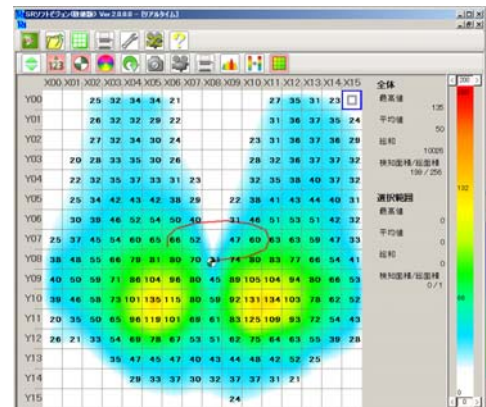 SRソフトビジョン(数値版) Ver 2.0.0.0 - [リアルタイム]
123
X00 X01 X02 X03 X04 X05 X06 X07 X08 X09 X10 X11 X12 X13 X14 X15
Y00 25 32 34 34 21 27 35 31 23
Y01 26 32 32 29 22 31 36 37 35 24
Y02 27 32 34 30 24 23 31 36 37 36 29
Y03 20 28 33 35 30 26 28 32 36 37 37 32
Y04 22 32 35 37 33 31 23 32 35 38 40 37 32
Y05 25 34 42 43 42 38 29 22 38 41 43 44 40 31
Y06 30 39 46 52 54 50 40 31 46 51 53 51 42 32
Y07 25 37 45 54 60 65 66 52 47 60 63 63 59 47 33
Y08 38 48 55 66 78 81 80 70 74 80 83 77 66 54 41
Y09 40 50 59 71 86 104 96 80 45 89 105 104 94 80 66 53
Y10 39 46 58 73 101 135 115 80 59 92 131 134 103 78 62 52
Y11 20 35 50 65 96 119 101 69 61 83 125 109 93 72 54 43
Y12 26 21 33 54 69 78 67 53 51 62 75 64 63 55 39 28
Y13 35 47 45 47 40 43 44 48 42 52 25
Y14 29 33 37 30 32 37 37 31 21
Y15 24
全体
最高値
135
平均値
50
総和
10026
検知面積/総面積
198 / 256
選択範囲
最高値
0
平均値
0
総和
0
検知面積/総面積
0 / 1
200
132
66
0
0